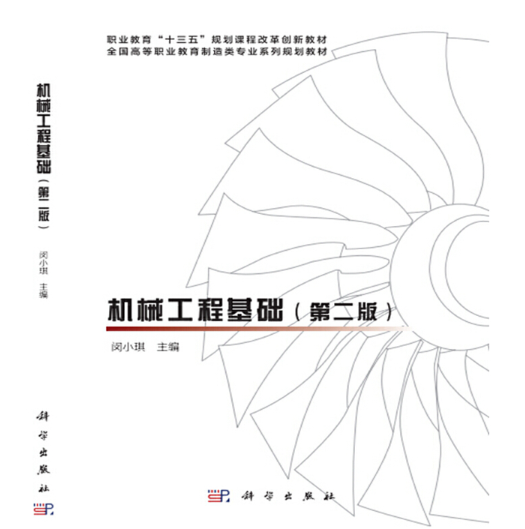 职业教育“十三五”规划课程改革创新教材
全国高等职业教育制造类专业系列规划教材
机械工程基础（第二版）
闵小琪 主编
科学出版社
机械工程基础（第二版）
闵小琪 主编
科学出版社